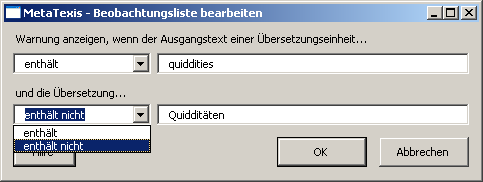 MetaTexis - Beobachtungsliste bearbeiten
Warnung anzeigen, wenn der Ausgangstext einer Übersetzungseinheit...
enthält quiddities
und die Übersetzung...
enthält nicht Quidditäten
enthält
enthält nicht
OK Abbrechen